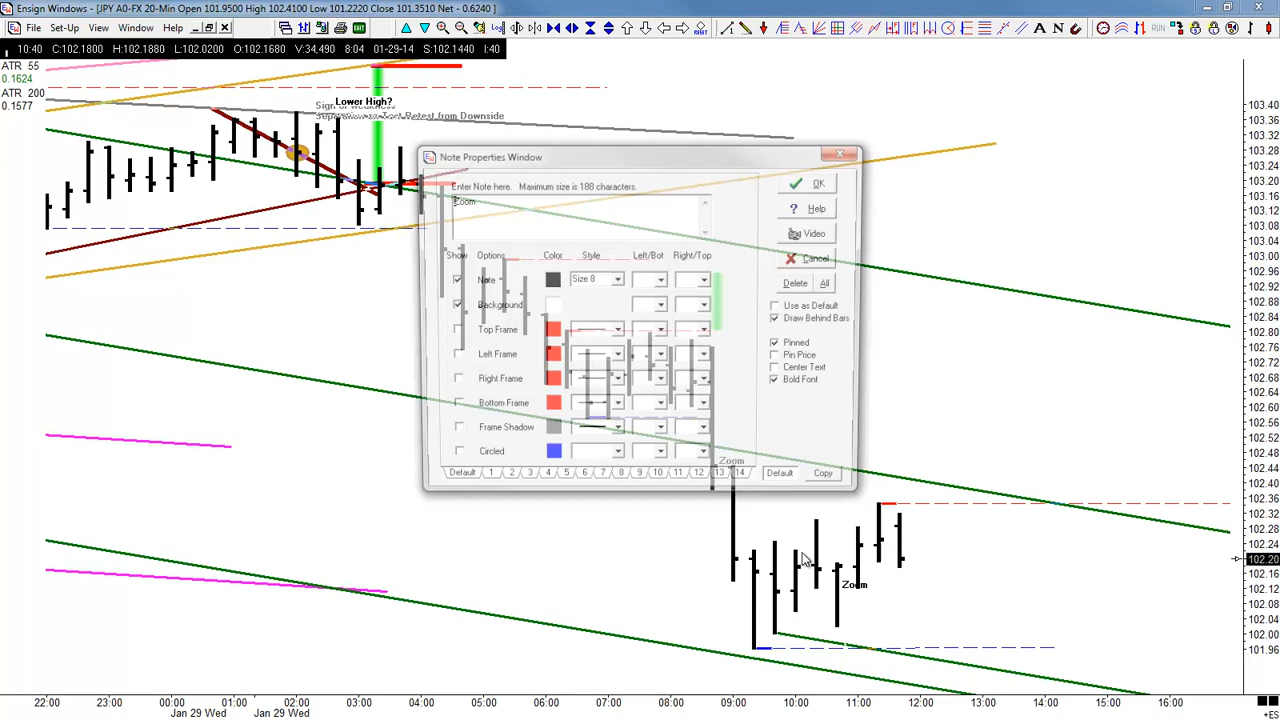 Ensign Windows - [JPY A0-FX 20-Min Open 101.9500 High 102.4100 Low 101.2220 Close 101.3510 Net - 0.6240 ]
File Set-Up Window Help
10:40 C:102.1800 H:102.1880 L:102.0200 O:102.1680 V:34,490 8:04 01-29-14 S:102.1440 I:40
ATR 55
0.1624
ATR 200
0.1577
Lower High?
Note Properties Window
Enter Note here. Maximum size is 188 characters.
Zoom
Show Options Color Style Left/Bot Right/Top
Note Size 8
Background
Top Frame
Left Frame
Right Frame
Bottom Frame
Frame Shadow
Circled
Default 1 2 3 4 5 6 7 8 9 10 11 12 13 14
OK
Help
Video
Cancel
Delete All
Use as Default
Draw Behind Bars
Pinned
Pin Price
Center Text
Bold Font
Default Copy
Zoom
Zoom
103.40
103.36
103.32
103.28
103.24
103.20
103.16
103.12
103.08
103.04
103.00
102.96
102.92
102.88
102.84
102.80
102.76
102.72
102.68
102.64
102.60
102.56
102.52
102.48
102.44
102.40
102.36
102.32
102.28
102.24
102.20
102.16
102.12
102.08
102.04
102.00
101.96
22:00 23:00 00:00 01:00 02:00 03:00 04:00 05:00 06:00 07:00 08:00 09:00 10:00 11:00 12:00 13:00 14:00 15:00 16:00
Jan 29 Wed Jan 29 Wed
+ES